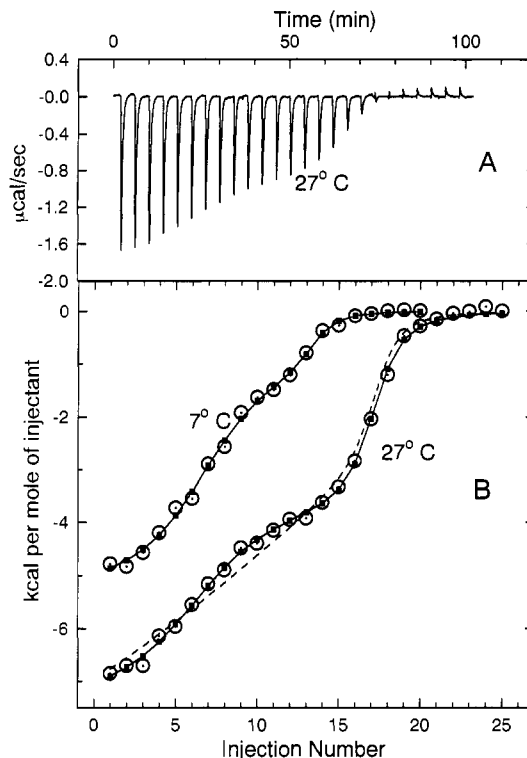 Time (min)
0 50 100
0.4
-0.0
-0.4
-0.8
-1.2
-1.6
-2.0
μcal/sec
27° C
A
0
-2
-4
-6
kcal per mole of injectant
7° C
27° C
B
0 5 10 15 20 25
Injection Number